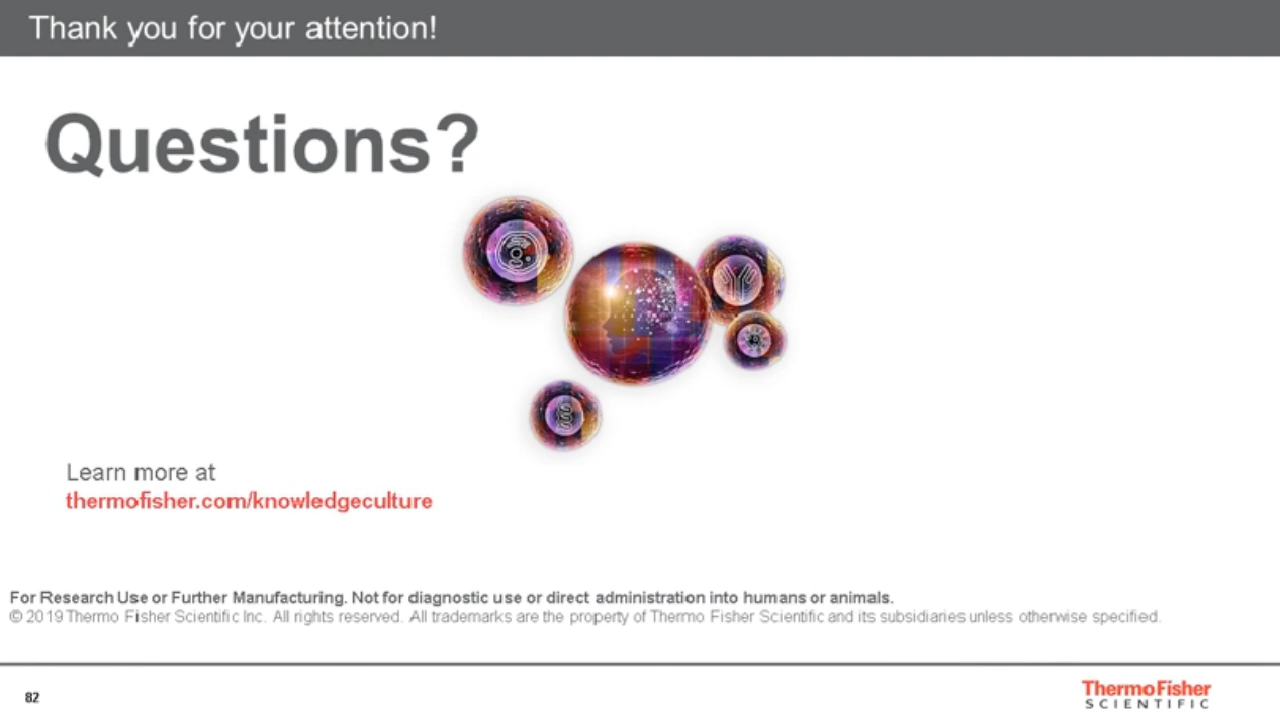 Thank you for your attention!
Questions?
Learn more at
thermofisher.com/knowledgeculture
For Research Use or Further Manufacturing. Not for diagnostic use or direct administration into humans or animals.
© 2019 Thermo Fisher Scientific Inc. All rights reserved. All trademarks are the property of Thermo Fisher Scientific and its subsidiaries unless otherwise specified.
82
ThermoFisher
SCIENTIFIC